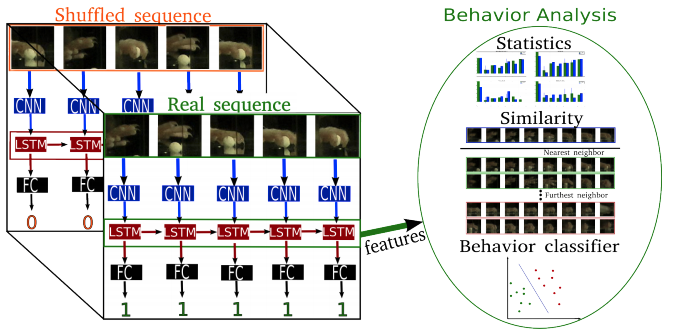 Shuffled sequence
CNN CNN CNN
LSTM LSTM
FC FC
0 0
Real sequence
CNN CNN CNN CNN CNN
LSTM LSTM LSTM LSTM LSTM
FC FC FC FC FC
1 1 1 1 1
features
Behavior Analysis
Statistics
Similarity
Nearest neighbor
Furthest neighbor
Behavior classifier